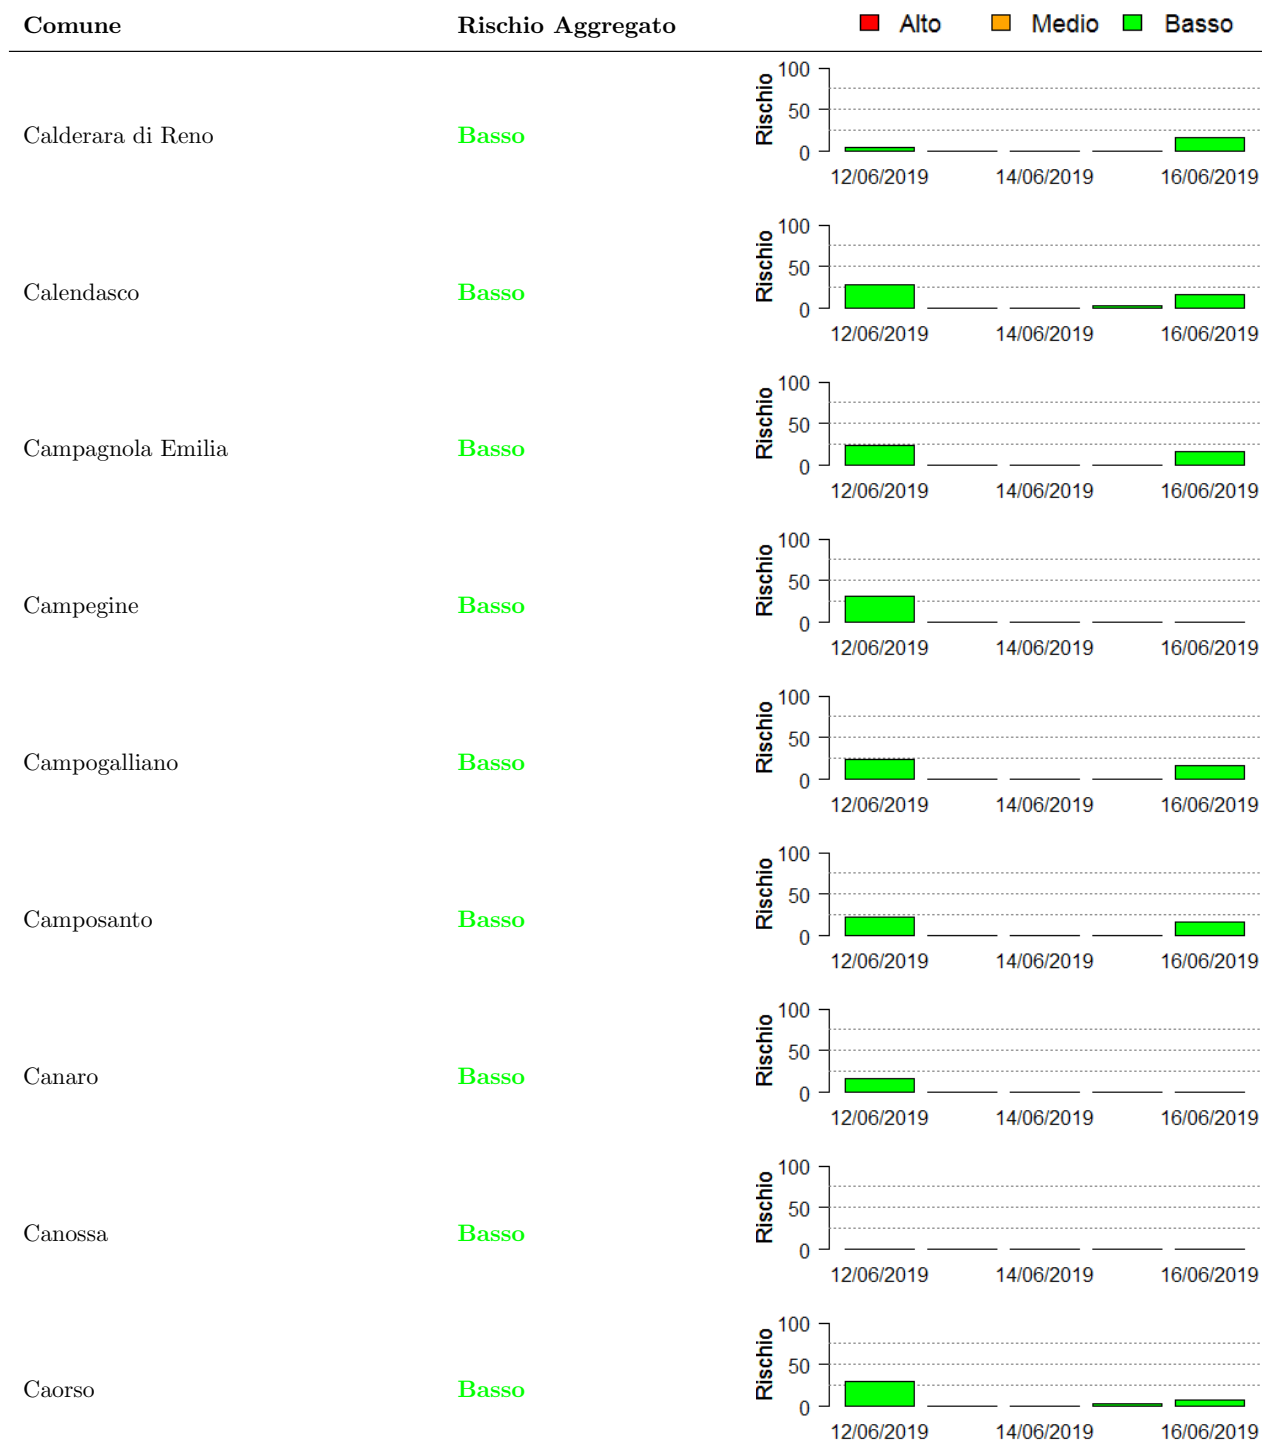 Comune Rischio Aggregato Alto Medio Basso
Calderara di Reno Basso
Rischio
100
50
0
12/06/2019 14/06/2019 16/06/2019
Calendasco Basso
Rischio
100
50
0
12/06/2019 14/06/2019 16/06/2019
Campagnola Emilia Basso
Rischio
100
50
0
12/06/2019 14/06/2019 16/06/2019
Campegine Basso
Rischio
100
50
0
12/06/2019 14/06/2019 16/06/2019
Campogalliano Basso
Rischio
100
50
0
12/06/2019 14/06/2019 16/06/2019
Camposanto Basso
Rischio
100
50
0
12/06/2019 14/06/2019 16/06/2019
Canaro Basso
Rischio
100
50
0
12/06/2019 14/06/2019 16/06/2019
Canossa Basso
Rischio
100
50
0
12/06/2019 14/06/2019 16/06/2019
Caorso Basso
Rischio
100
50
0
12/06/2019 14/06/2019 16/06/2019